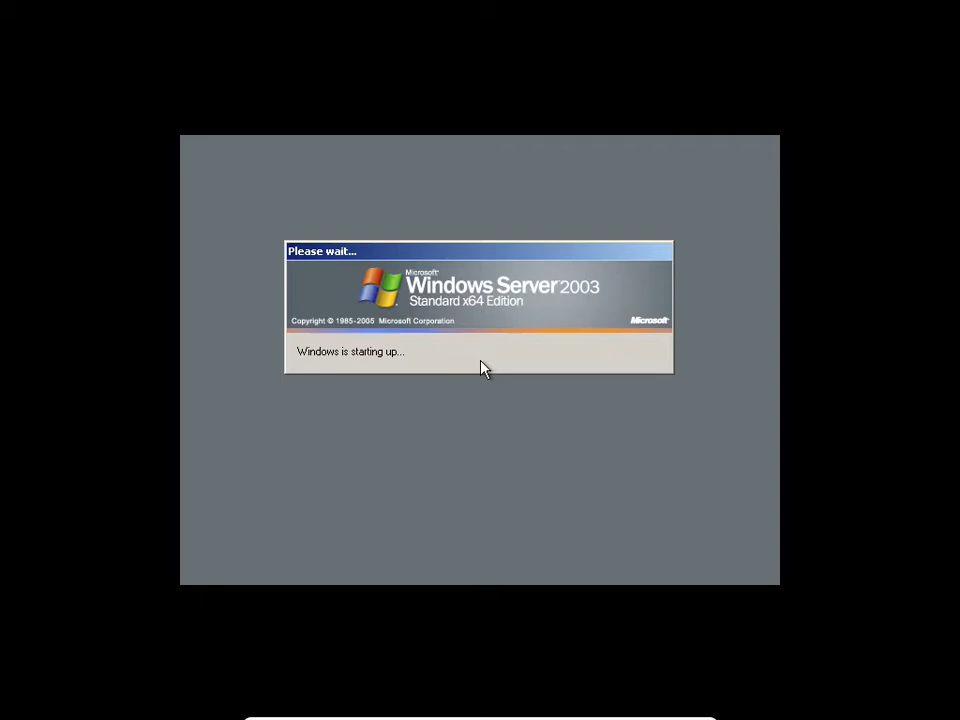 Please wait...
Microsoft®
Windows Server 2003
Standard x64 Edition
Copyright © 1985-2005 Microsoft Corporation
Microsoft
Windows is starting up...